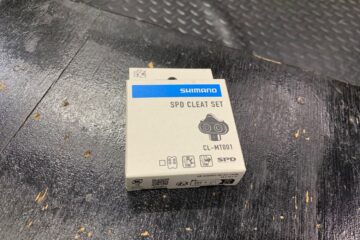 SHIMANO
SPD CLEAT SET
CL-MT001
SPD